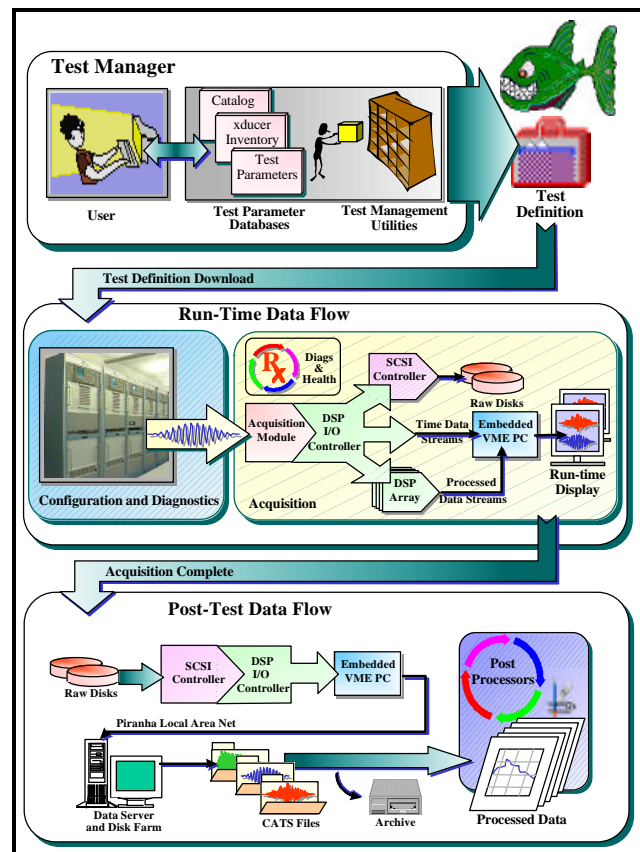 Test Manager
Catalog
xducer
Inventory
Test
Parameters
User
Test Parameter
Databases
Test Management
Utilities
Test
Definition
Test Definition Download
Run-Time Data Flow
Rx
Diags
&
Health
SCSI
Controller
Raw Disks
Acquisition
Module
DSP
I/O
Controller
Time Data
Streams
Embedded
VME PC
DSP
Array
Processed
Data Streams
Run-time
Display
Configuration and Diagnostics
Acquisition
Acquisition Complete
Post-Test Data Flow
Raw Disks
SCSI
Controller
DSP
I/O
Controller
Embedded
VME PC
Post
Processors
Piranha Local Area Net
Data Server
and Disk Farm
CATS Files
Archive
Processed Data